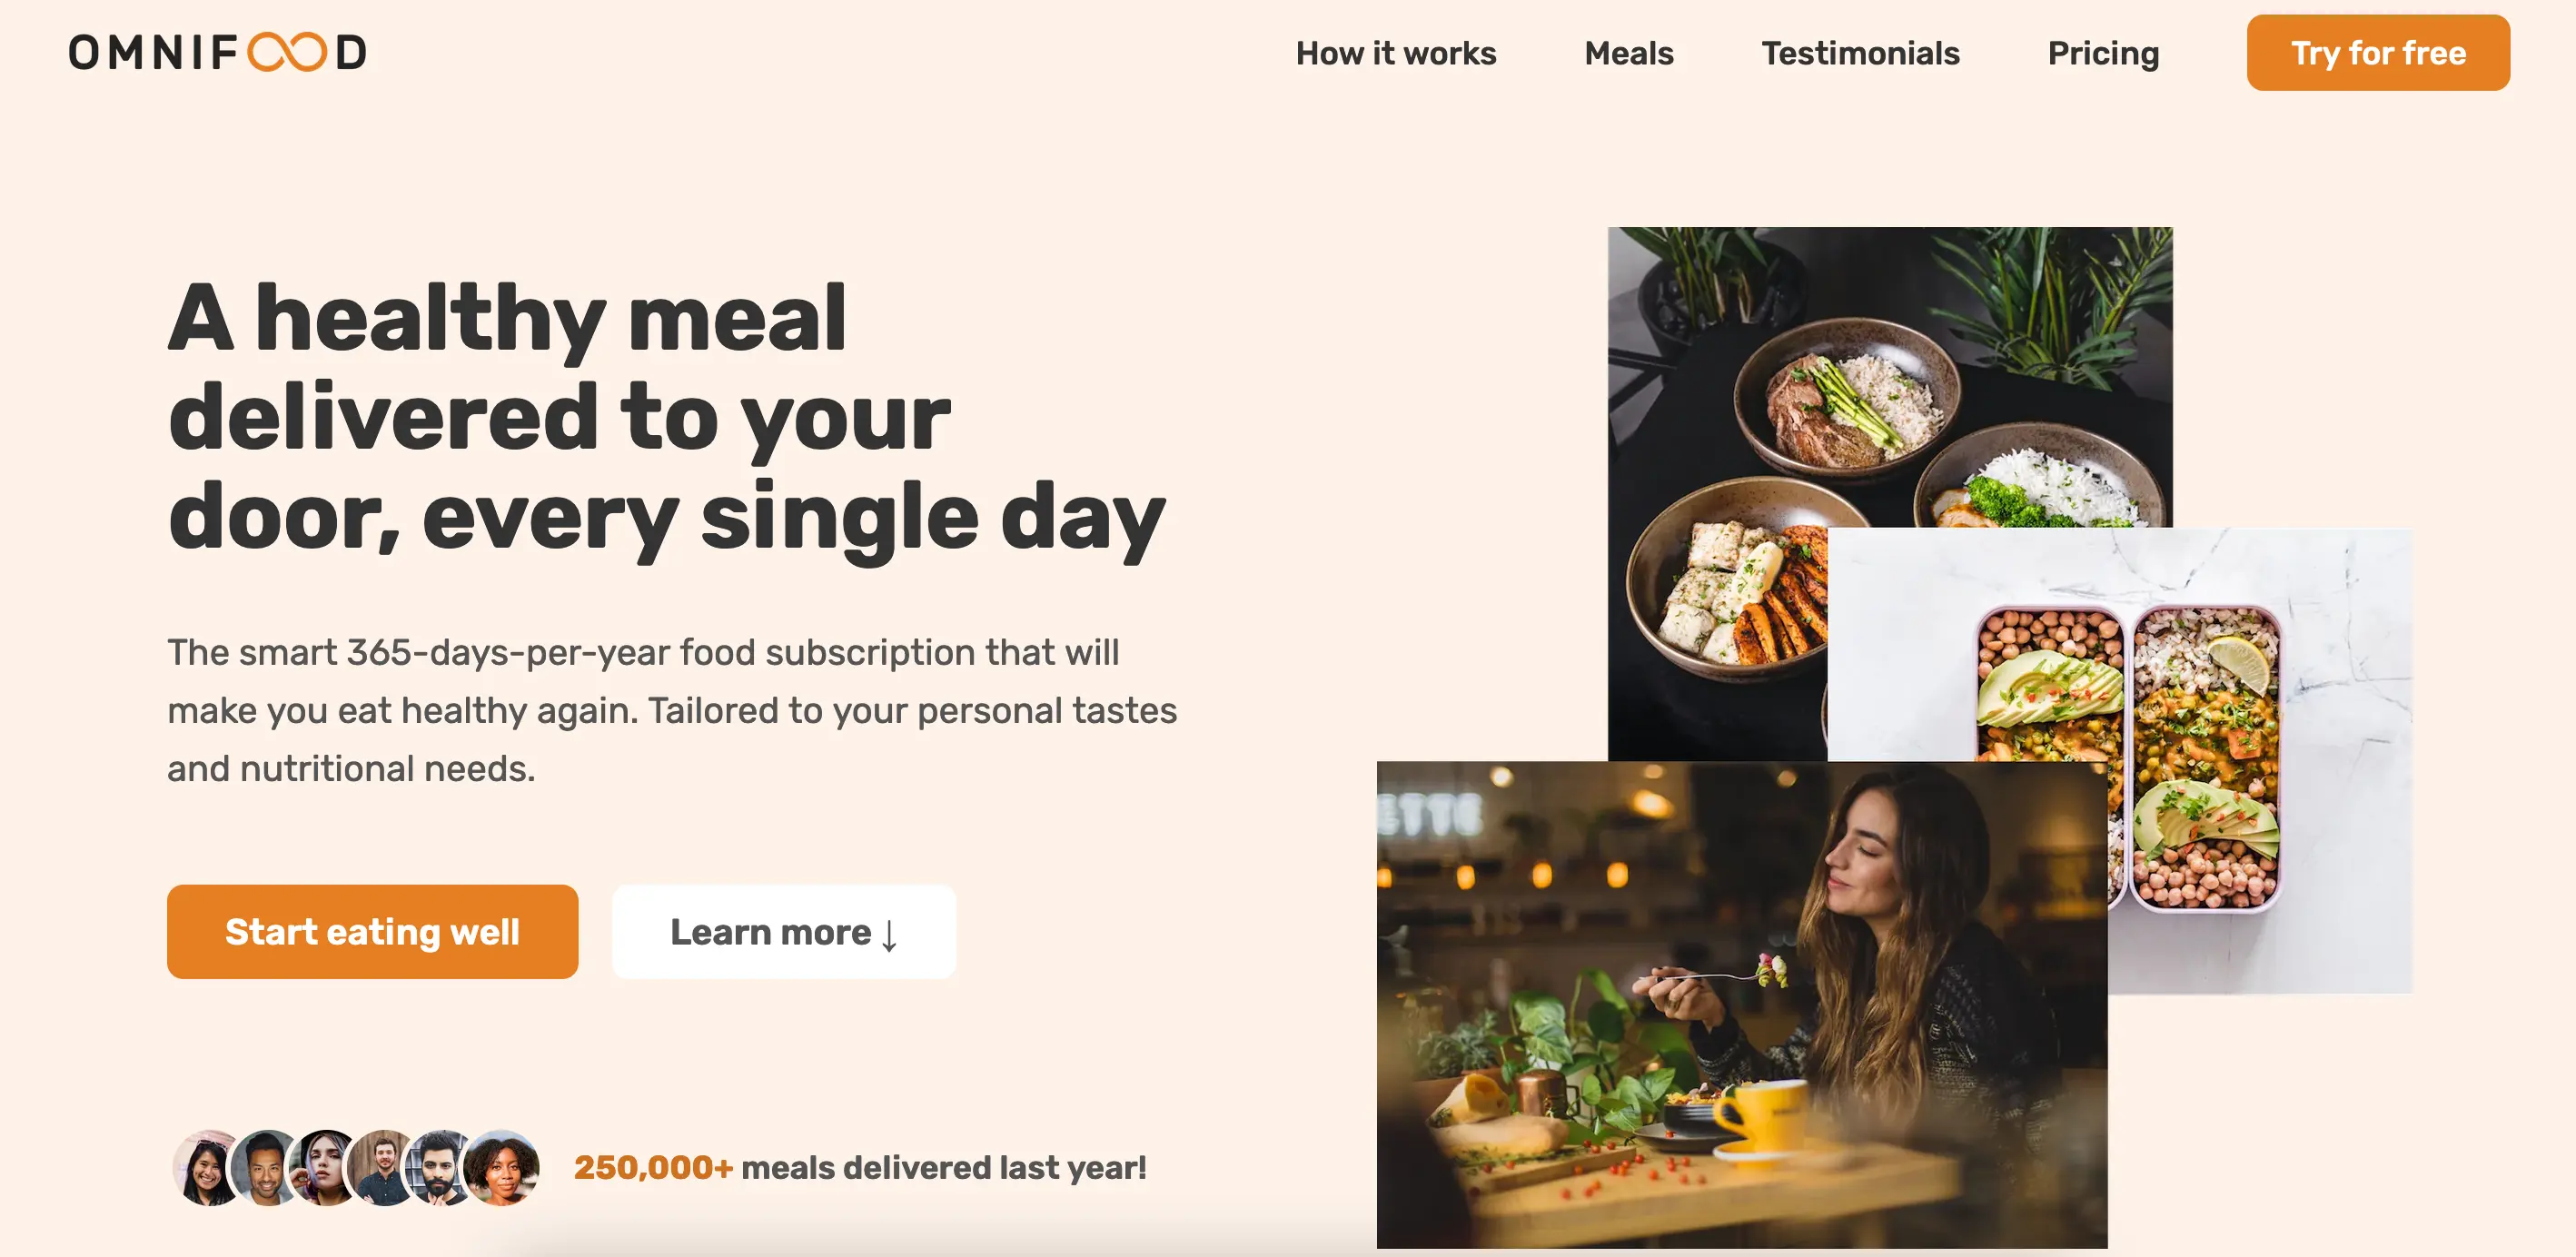 OMNIFOOD
How it works Meals Testimonials Pricing Try for free
A healthy meal
delivered to your
door, every single day
The smart 365-days-per-year food subscription that will
make you eat healthy again. Tailored to your personal tastes
and nutritional needs.
Start eating well Learn more ↓
250,000+ meals delivered last year!